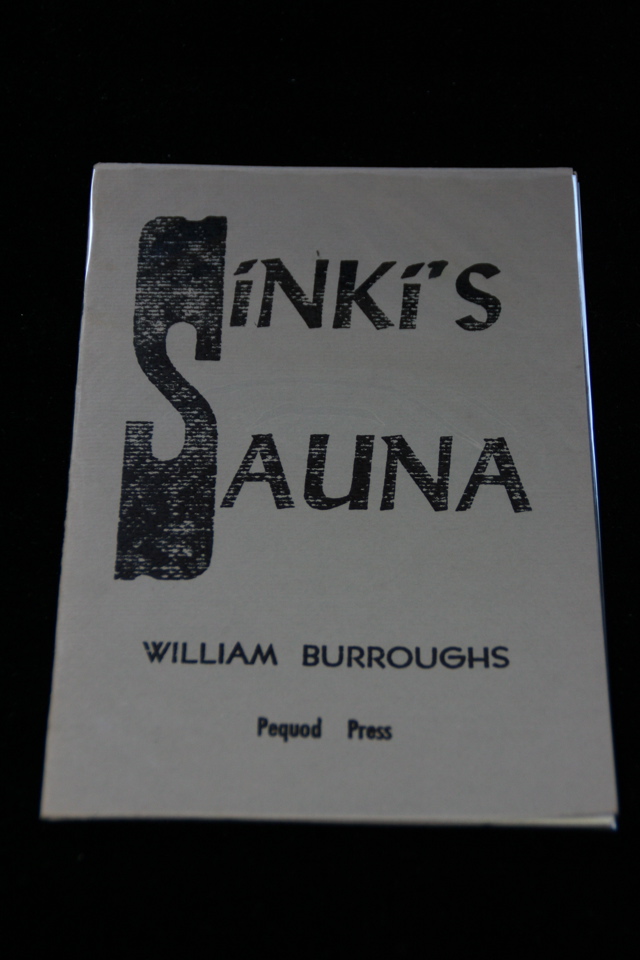 SiNKi'S
SAUNA
WILLIAM BURROUGHS
Pequod Press